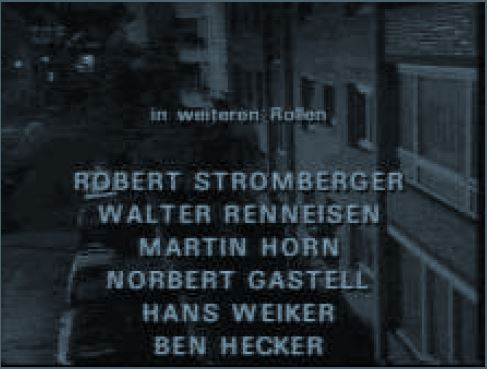 in weiteren Rollen
ROBERT STROMBERGER
WALTER RENNEISEN
MARTIN HORN
NORBERT GASTELL
HANS WEIKER
BEN HECKER